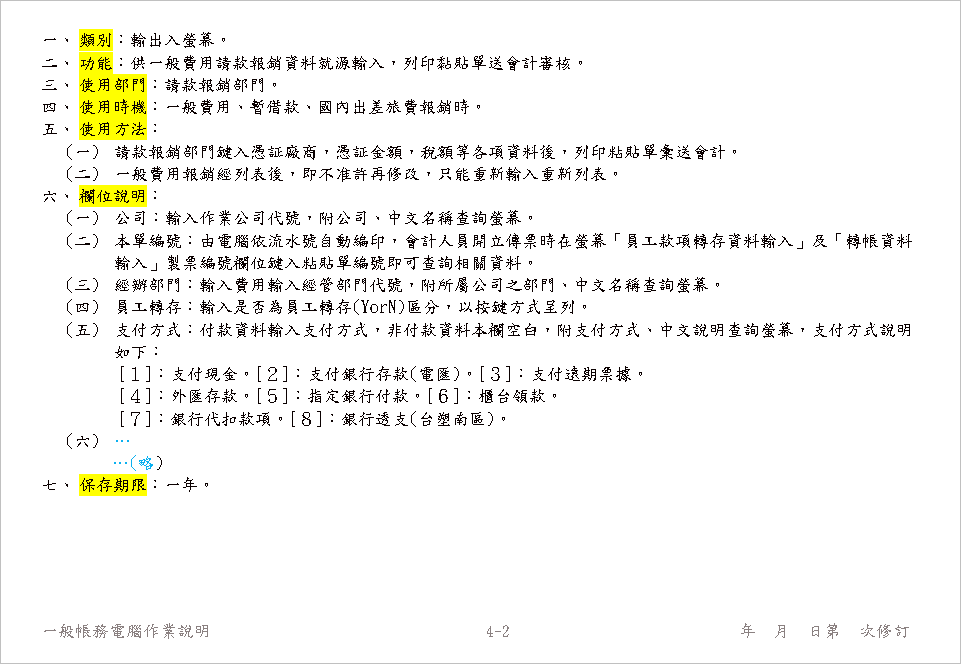 一、類別：輸出入螢幕。
二、功能：供一般費用請款報銷資料就源輸入，列印黏貼單送會計審核。
三、使用部門：請款報銷部門。
四、使用時機：一般費用、暫借款、國內出差旅費報銷時。
五、使用方法：
（一）請款報銷部門鍵入憑証廠商，憑証金額，稅額等各項資料後，列印粘貼單彙送會計。
（二）一般費用報銷經列表後，即不准許再修改，只能重新輸入重新列表。
六、欄位說明：
（一）公司：輸入作業公司代號，附公司、中文名稱查詢螢幕。
（二）本單編號：由電腦依流水號自動編印，會計人員開立傳票時在螢幕「員工款項轉存資料輸入」及「轉帳資料
輸入」製票編號欄位鍵入粘貼單編號即可查詢相關資料。
（三）經辦部門：輸入費用輸入經管部門代號，附所屬公司之部門、中文名稱查詢螢幕。
（四）員工轉存：輸入是否為員工轉存(YorN)區分，以按鍵方式呈列。
（五）支付方式：付款資料輸入支付方式，非付款資料本欄空白，附支付方式、中文說明查詢螢幕，支付方式說明
如下：
［1］：支付現金。［2］：支付銀行存款(電匯)。［3］：支付遠期票據。
［4］：外匯存款。［5］：指定銀行付款。［6］：櫃台領款。
［7］：銀行代扣款項。［8］：銀行透支(台塑南區)。
（六）…
…(略)
七、保存期限：一年。
一般帳務電腦作業說明 4-2 年 月 日第 次修訂